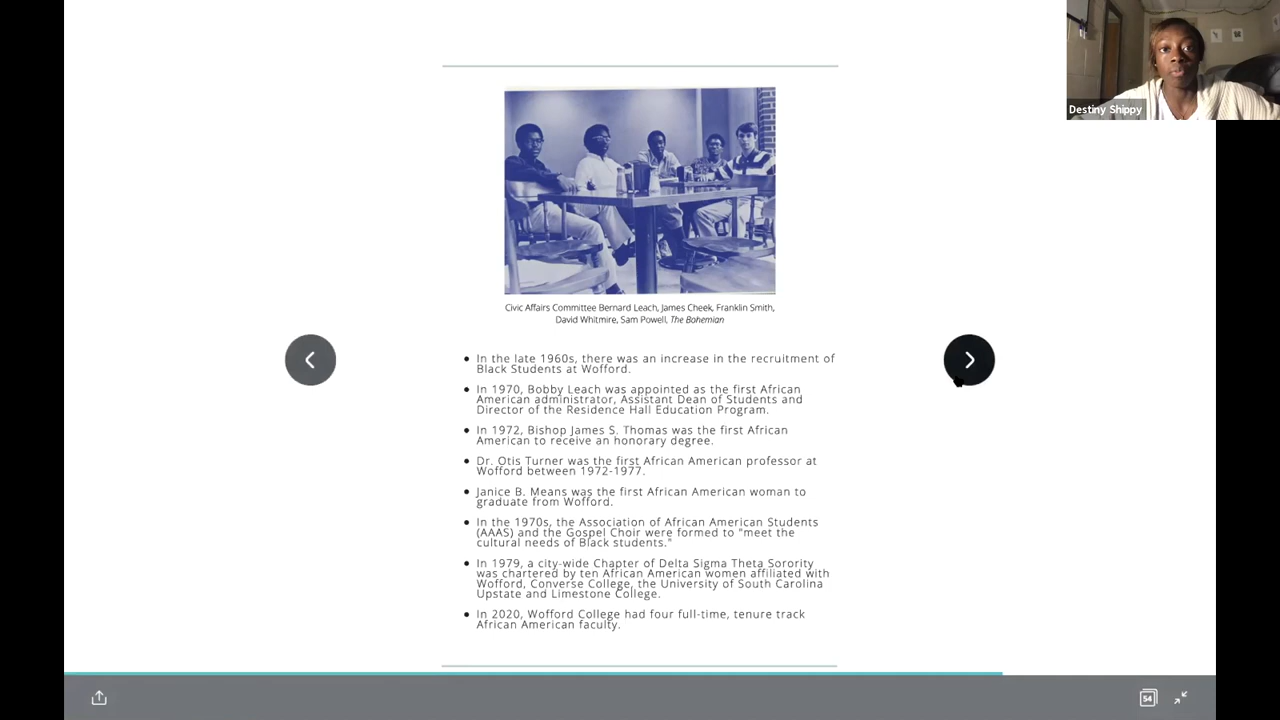 Destiny Shippy
Civic Affairs Committee Bernard Leach, James Cheek, Franklin Smith,
David Whitmire, Sam Powell, The Bohemian
• In the late 1960s, there was an increase in the recruitment of
Black Students at Wofford.
• In 1970, Bobby Leach was appointed as the first African
American administrator, Assistant Dean of Students and
Director of the Residence Hall Education Program.
• In 1972, Bishop James S. Thomas was the first African
American to receive an honorary degree.
• Dr. Otis Turner was the first African American professor at
Wofford between 1972-1977.
• Janice B. Means was the first African American woman to
graduate from Wofford.
• In the 1970s, the Association of African American Students
(AAAS) and the Gospel Choir were formed to "meet the
cultural needs of Black students."
• In 1979, a city-wide Chapter of Delta Sigma Theta Sorority
was chartered by ten African American women affiliated with
Wofford, Converse College, the University of South Carolina
Upstate and Limestone College.
• In 2020, Wofford College had four full-time, tenure track
African American faculty.
54